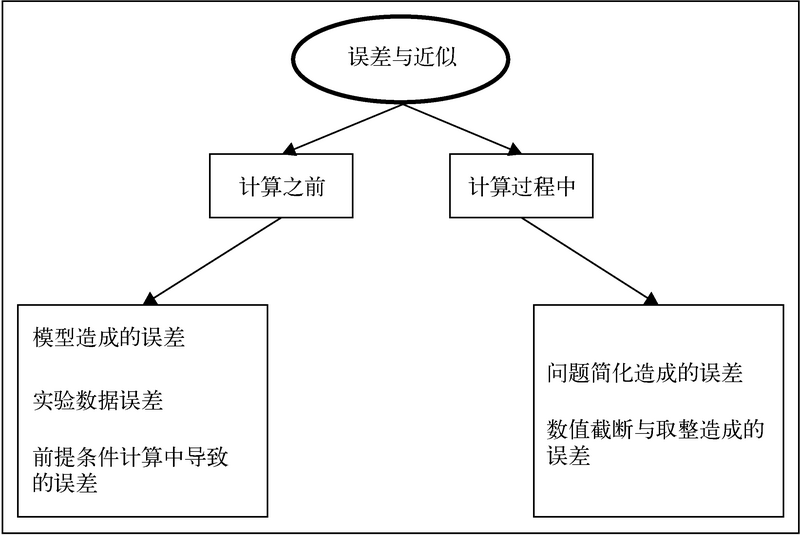 误差与近似
计算之前
计算过程中
模型造成的误差
实验数据误差
前提条件计算中导致
的误差
问题简化造成的误差
数值截断与取整造成的
误差